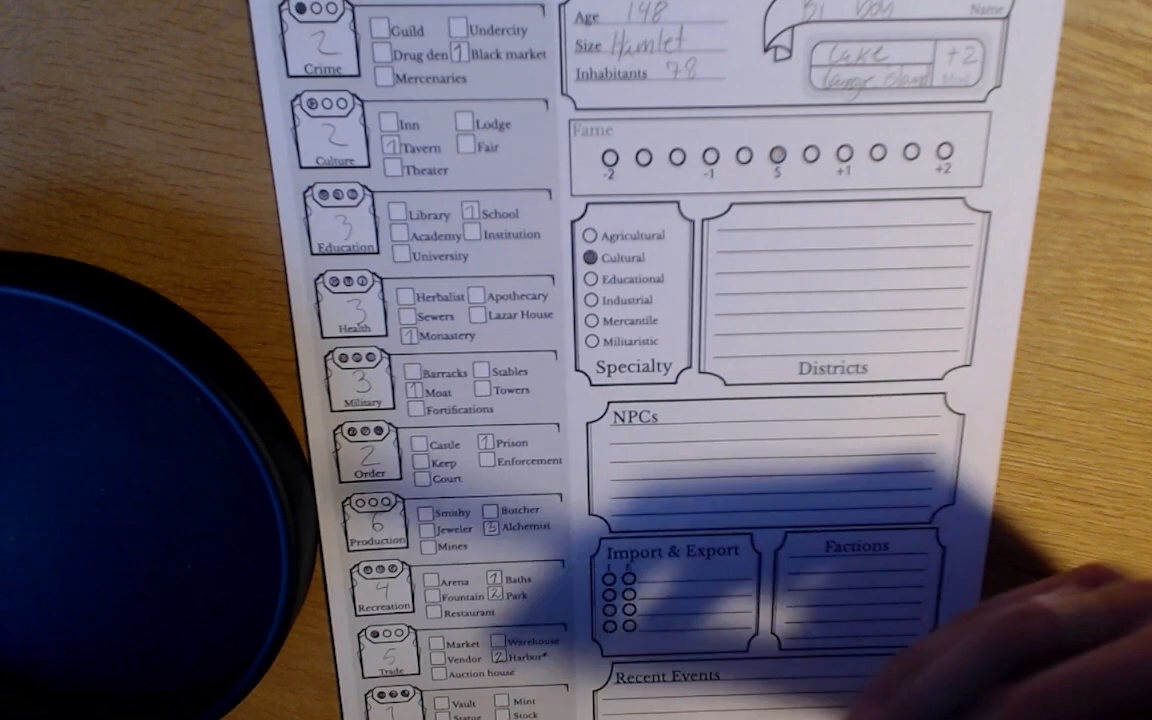 2
Crime
Guild Undercity
Drug den 1 Black market
Mercenaries
2
Culture
Inn Lodge
1 Tavern Fair
Theater
3
Education
Library 1 School
Academy Institution
University
3
Health
Herbalist Apothecary
Sewers Lazar House
1 Monastery
3
Military
Barracks Stables
1 Moat Towers
Fortifications
2
Order
Castle 1 Prison
Keep Enforcement
Court
6
Production
Smithy Butcher
Jeweler 3 Alchemist
Mines
4
Recreation
Arena 1 Baths
Fountain 2 Park
Restaurant
5
Trade
Market Warehouse
Vendor 2 Harbor*
Auction house
1
Vault Mint
Statue Stock
Age 148
Size Hamlet
Inhabitants 78
Name
Lake +2
Fame
-2 -1 S +1 +2
Agricultural
Cultural
Educational
Industrial
Mercantile
Militaristic
Specialty
Districts
NPCs
Import & Export
I E
Factions
Recent Events